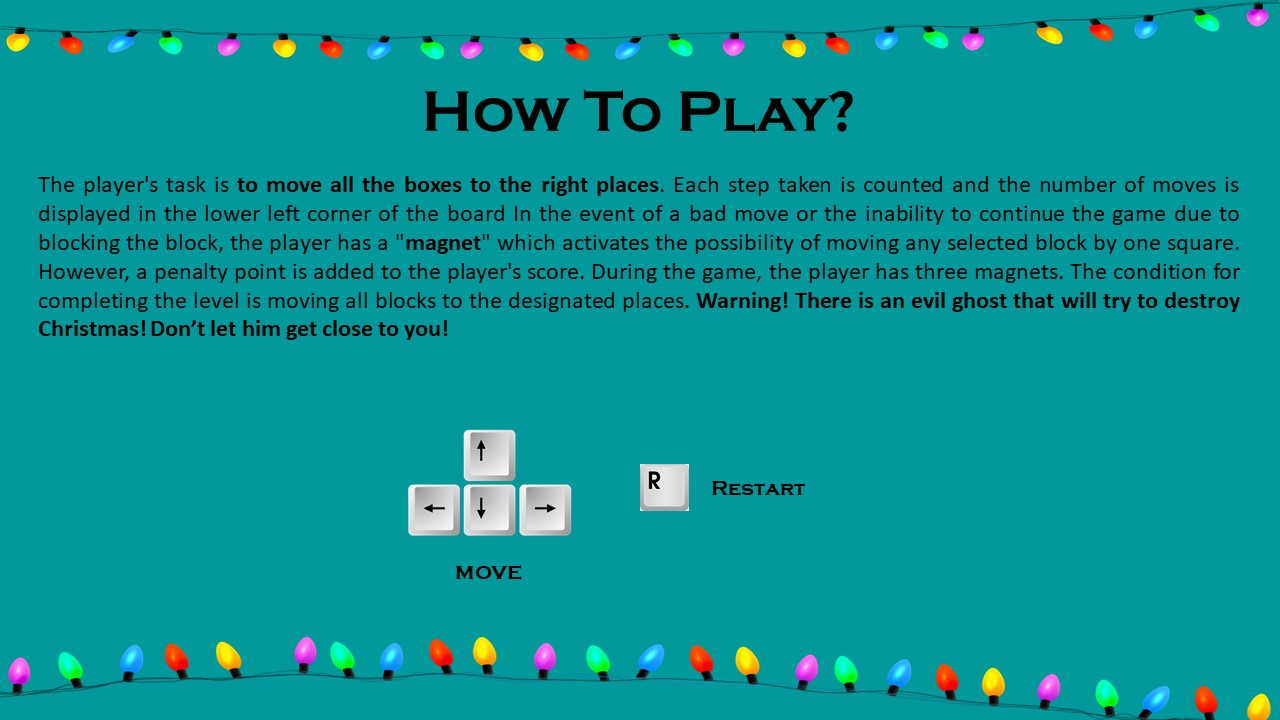 How To Play?
The player's task is to move all the boxes to the right places. Each step taken is counted and the number of moves is
displayed in the lower left corner of the board In the event of a bad move or the inability to continue the game due to
blocking the block, the player has a "magnet" which activates the possibility of moving any selected block by one square.
However, a penalty point is added to the player's score. During the game, the player has three magnets. The condition for
completing the level is moving all blocks to the designated places. Warning! There is an evil ghost that will try to destroy
Christmas! Don’t let him get close to you!
↑
← ↓ →
R Restart
MOVE